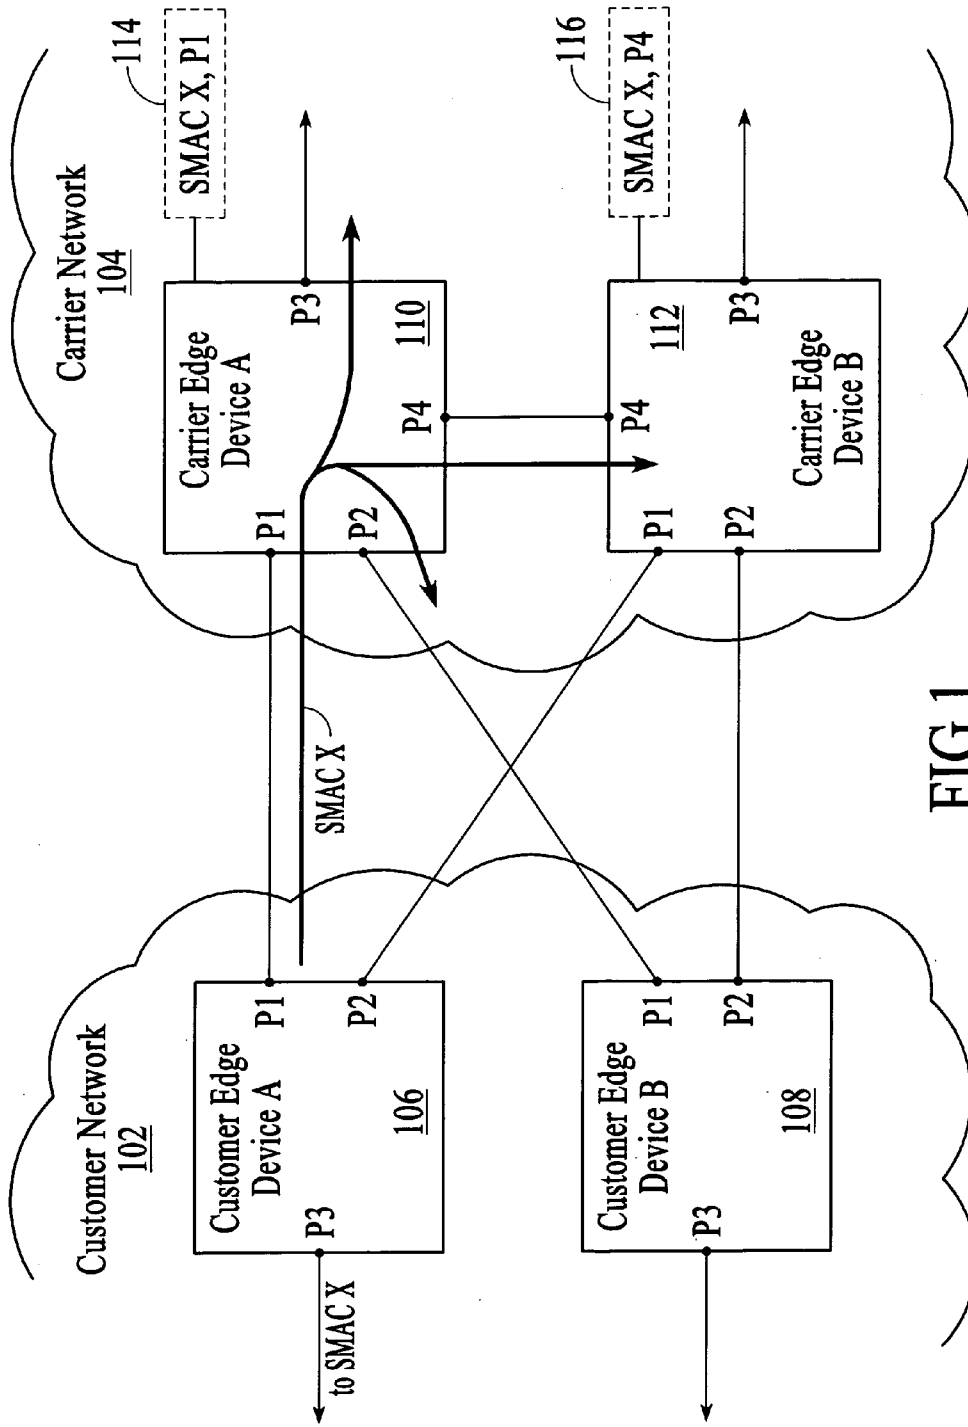 Customer Network
102
Carrier Network
104
114
SMAC X, P1
Customer Edge
Device A
106
P1
P2
P3
to SMAC X
SMAC X
Carrier Edge
Device A
110
P1
P2
P3
P4
116
SMAC X, P4
Customer Edge
Device B
108
P1
P2
P3
Carrier Edge
Device B
112
P4
P1
P2
P3